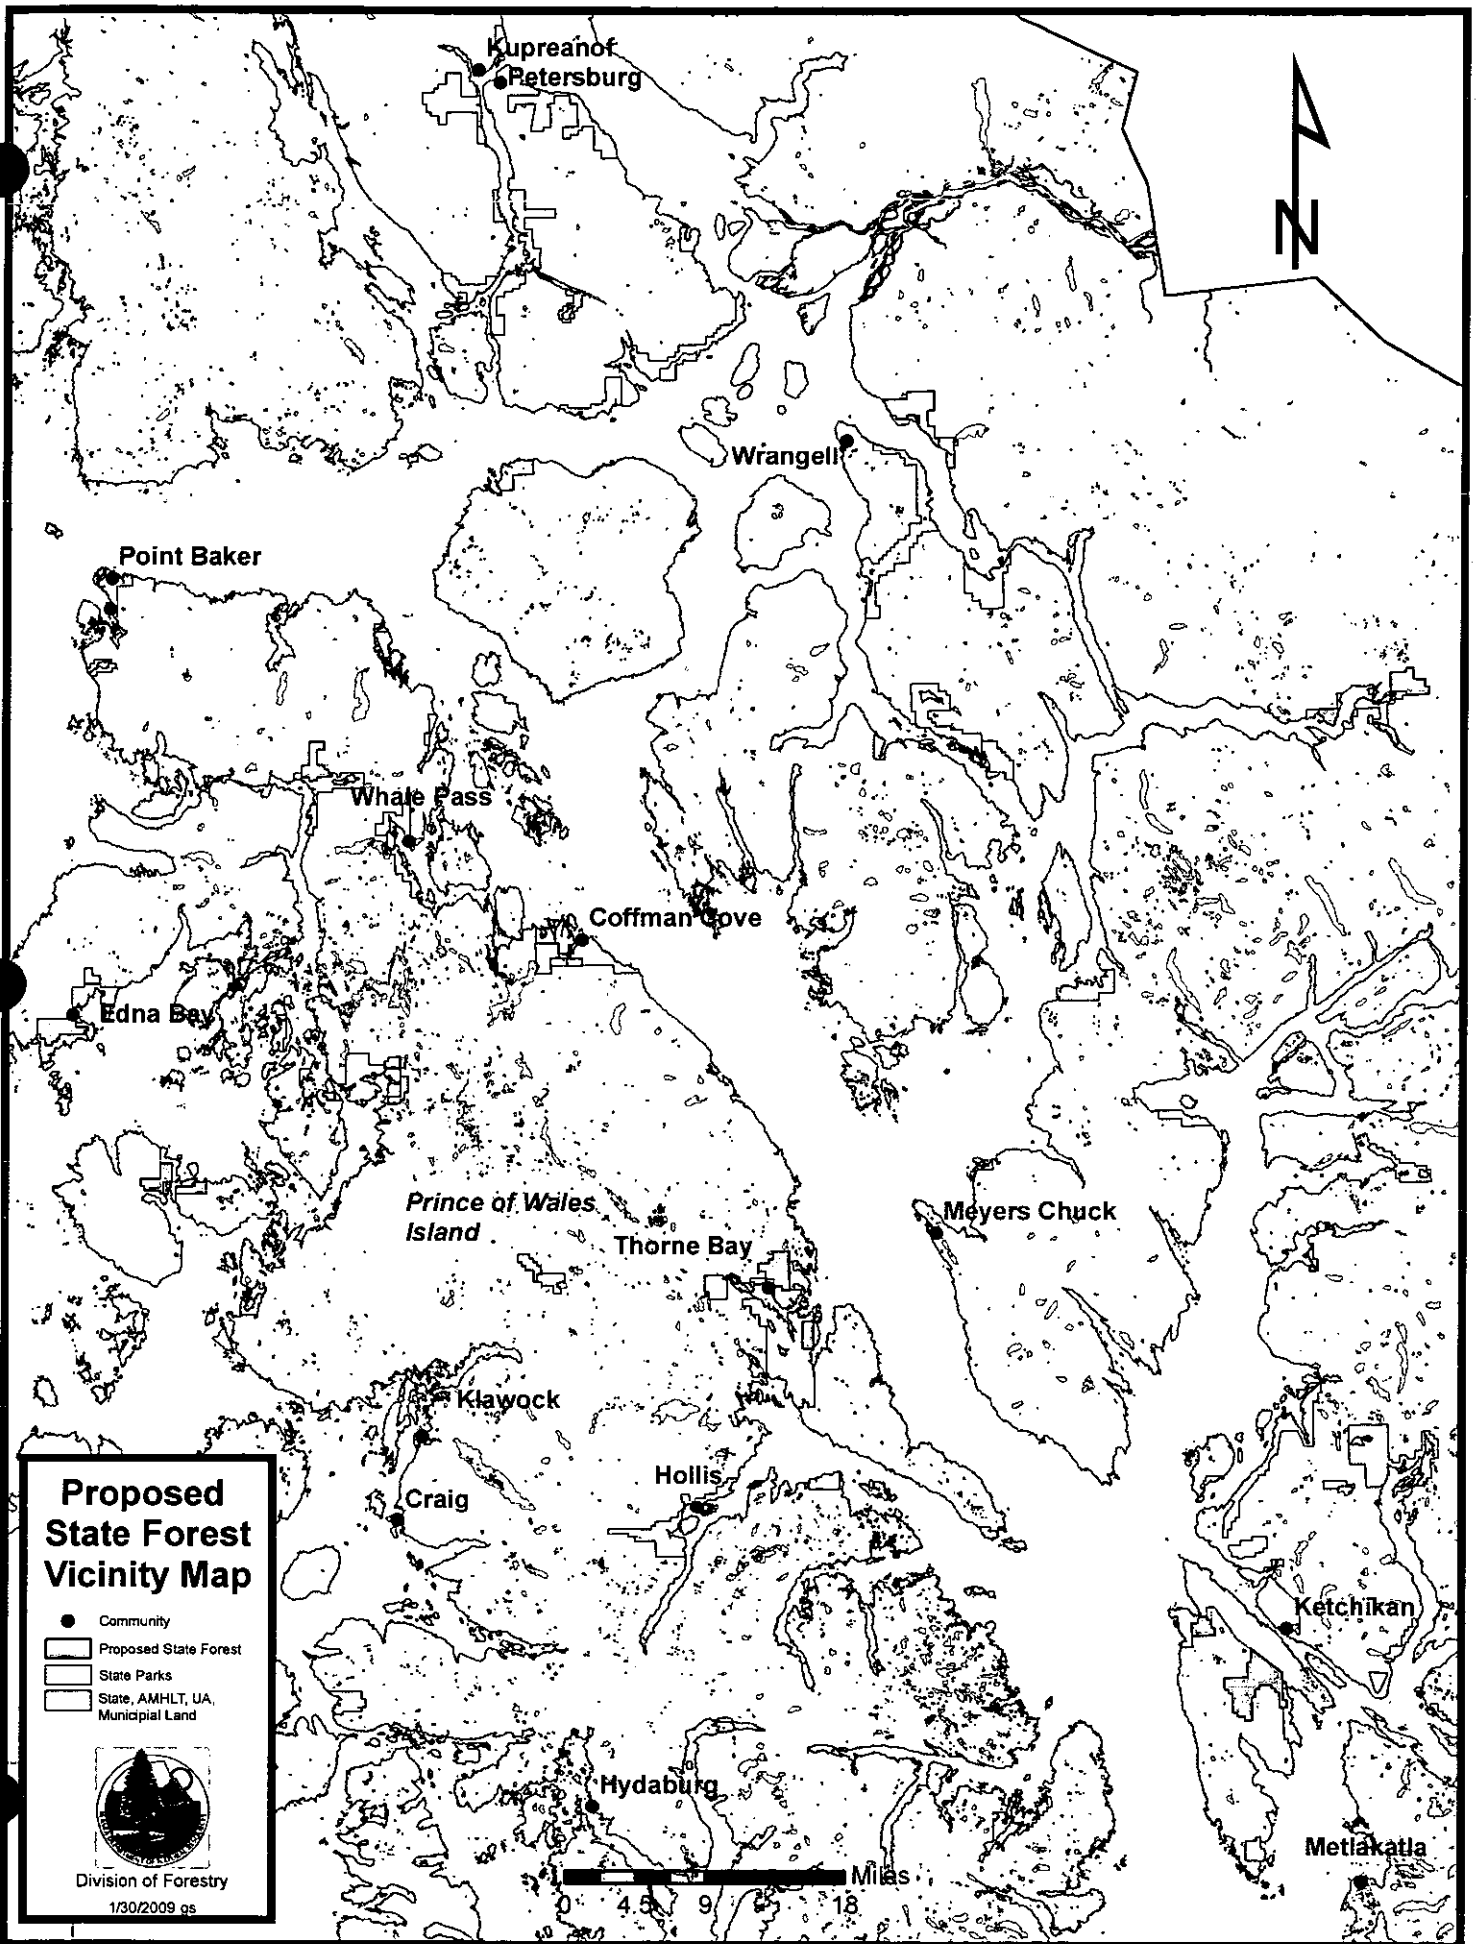 Kupreanof
Petersburg
N
Wrangell
Point Baker
Whale Pass
Coffman Cove
Edna Bay
Prince of Wales
Island
Meyers Chuck
Thorne Bay
Klawock
Hollis
Craig
Ketchikan
Hydaburg
Metlakatla
Miles
0 4.5 9 18
Proposed
State Forest
Vicinity Map
Community
Proposed State Forest
State Parks
State, AMHLT, UA,
Municipial Land
Division of Forestry
1/30/2009 gs